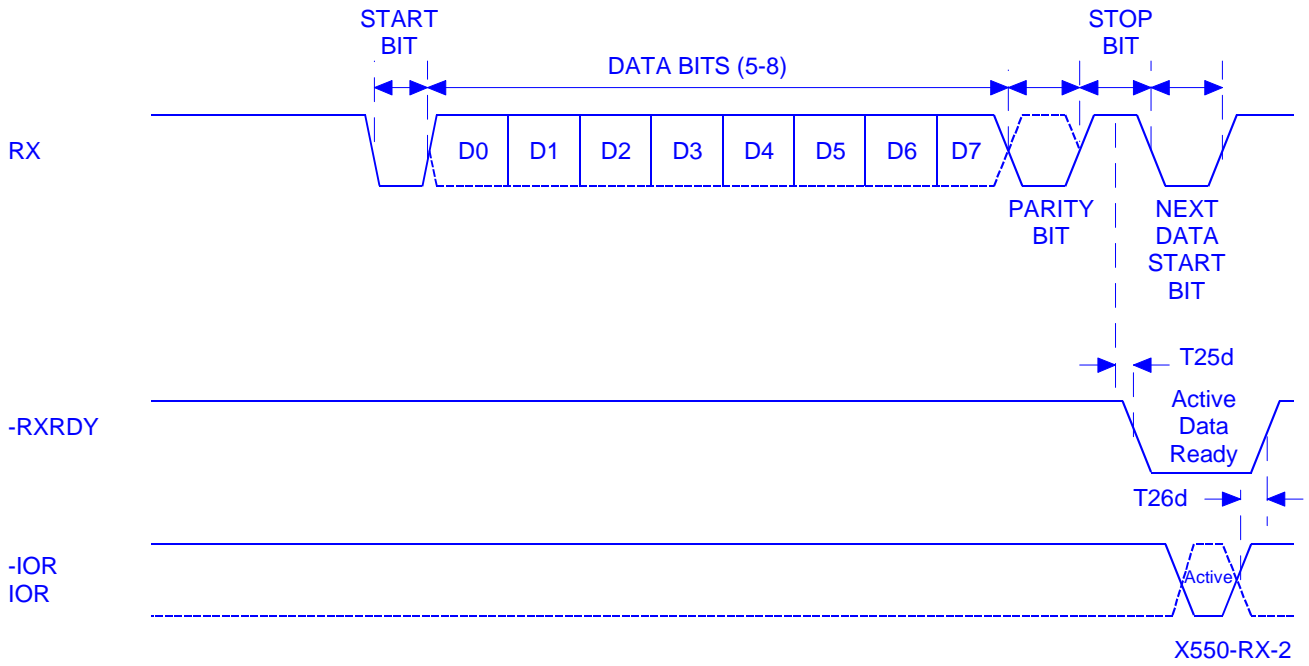 START
BIT
STOP
BIT
DATA BITS (5-8)
RX
D0 D1 D2 D3 D4 D5 D6 D7
PARITY
BIT
NEXT
DATA
START
BIT
T25d
-RXRDY
Active
Data
Ready
T26d
-IOR
IOR
Active
X550-RX-2